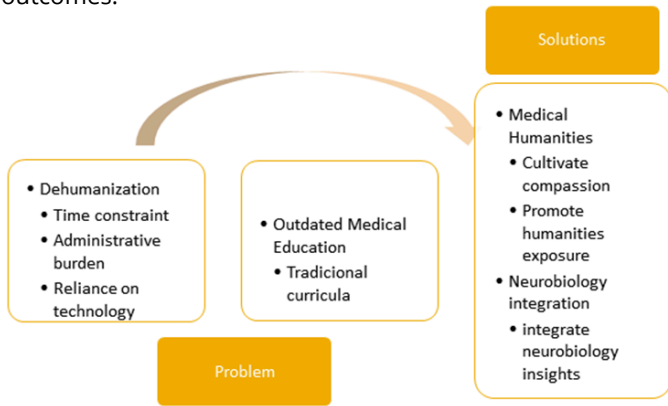 outcomes.
Solutions
• Dehumanization
• Time constraint
• Administrative
burden
• Reliance on
technology
• Outdated Medical
Education
• Tradicional
curricula
Problem
• Medical
Humanities
• Cultivate
compassion
• Promote
humanities
exposure
• Neurobiology
integration
• integrate
neurobiology
insights